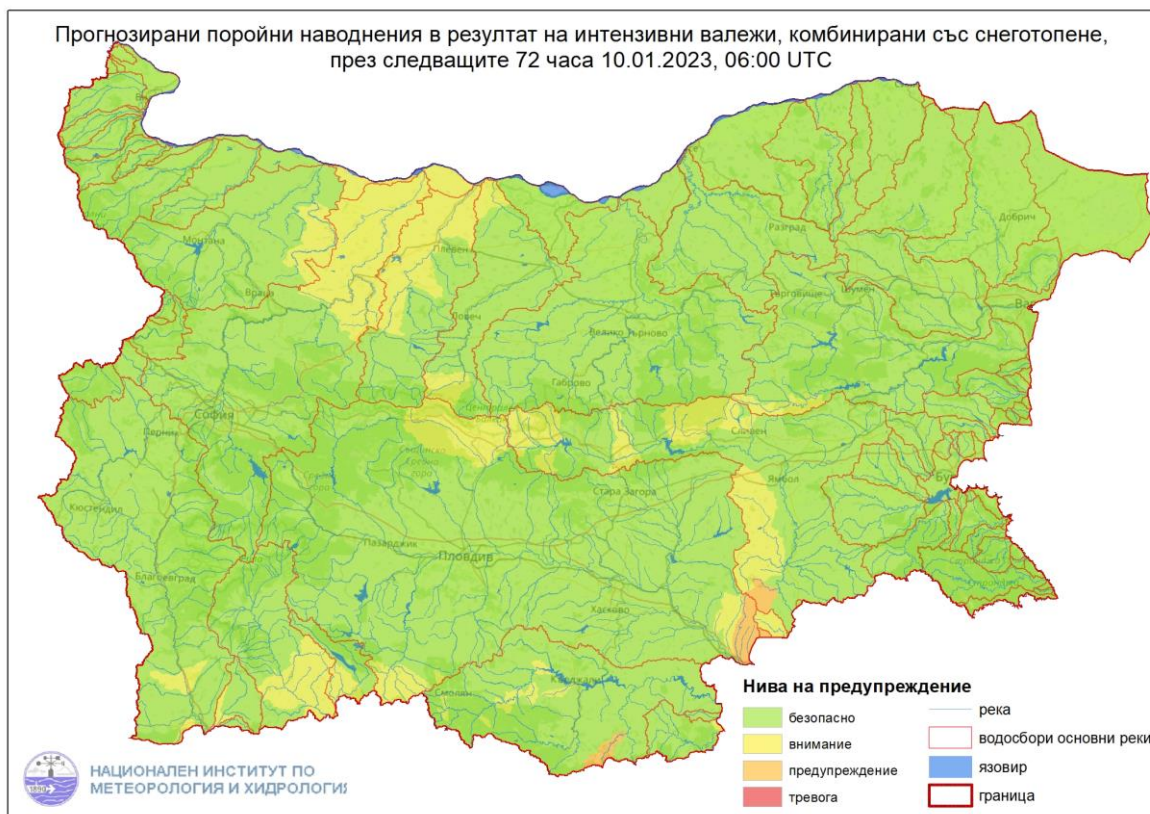 Прогнозирани поройни наводнения в резултат на интензивни валежи, комбинирани със снеготопене,
през следващите 72 часа 10.01.2023, 06:00 UTC
Добрич
Разград
Монтана
Плевен
Шумен
Търговище
Враца
Ловеч
Велико Търново
Габрово
София
Сливен
Перник
Ямбол
Стара Загора
Кюстендил
Пазарджик
Пловдив
Благоевград
Хасково
Смолян
Кърджали
Нива на предупреждение
безопасно
внимание
предупреждение
тревога
река
водосбори основни реки
язовир
граница
1890
НАЦИОНАЛЕН ИНСТИТУТ ПО
МЕТЕОРОЛОГИЯ И ХИДРОЛОГИЯ